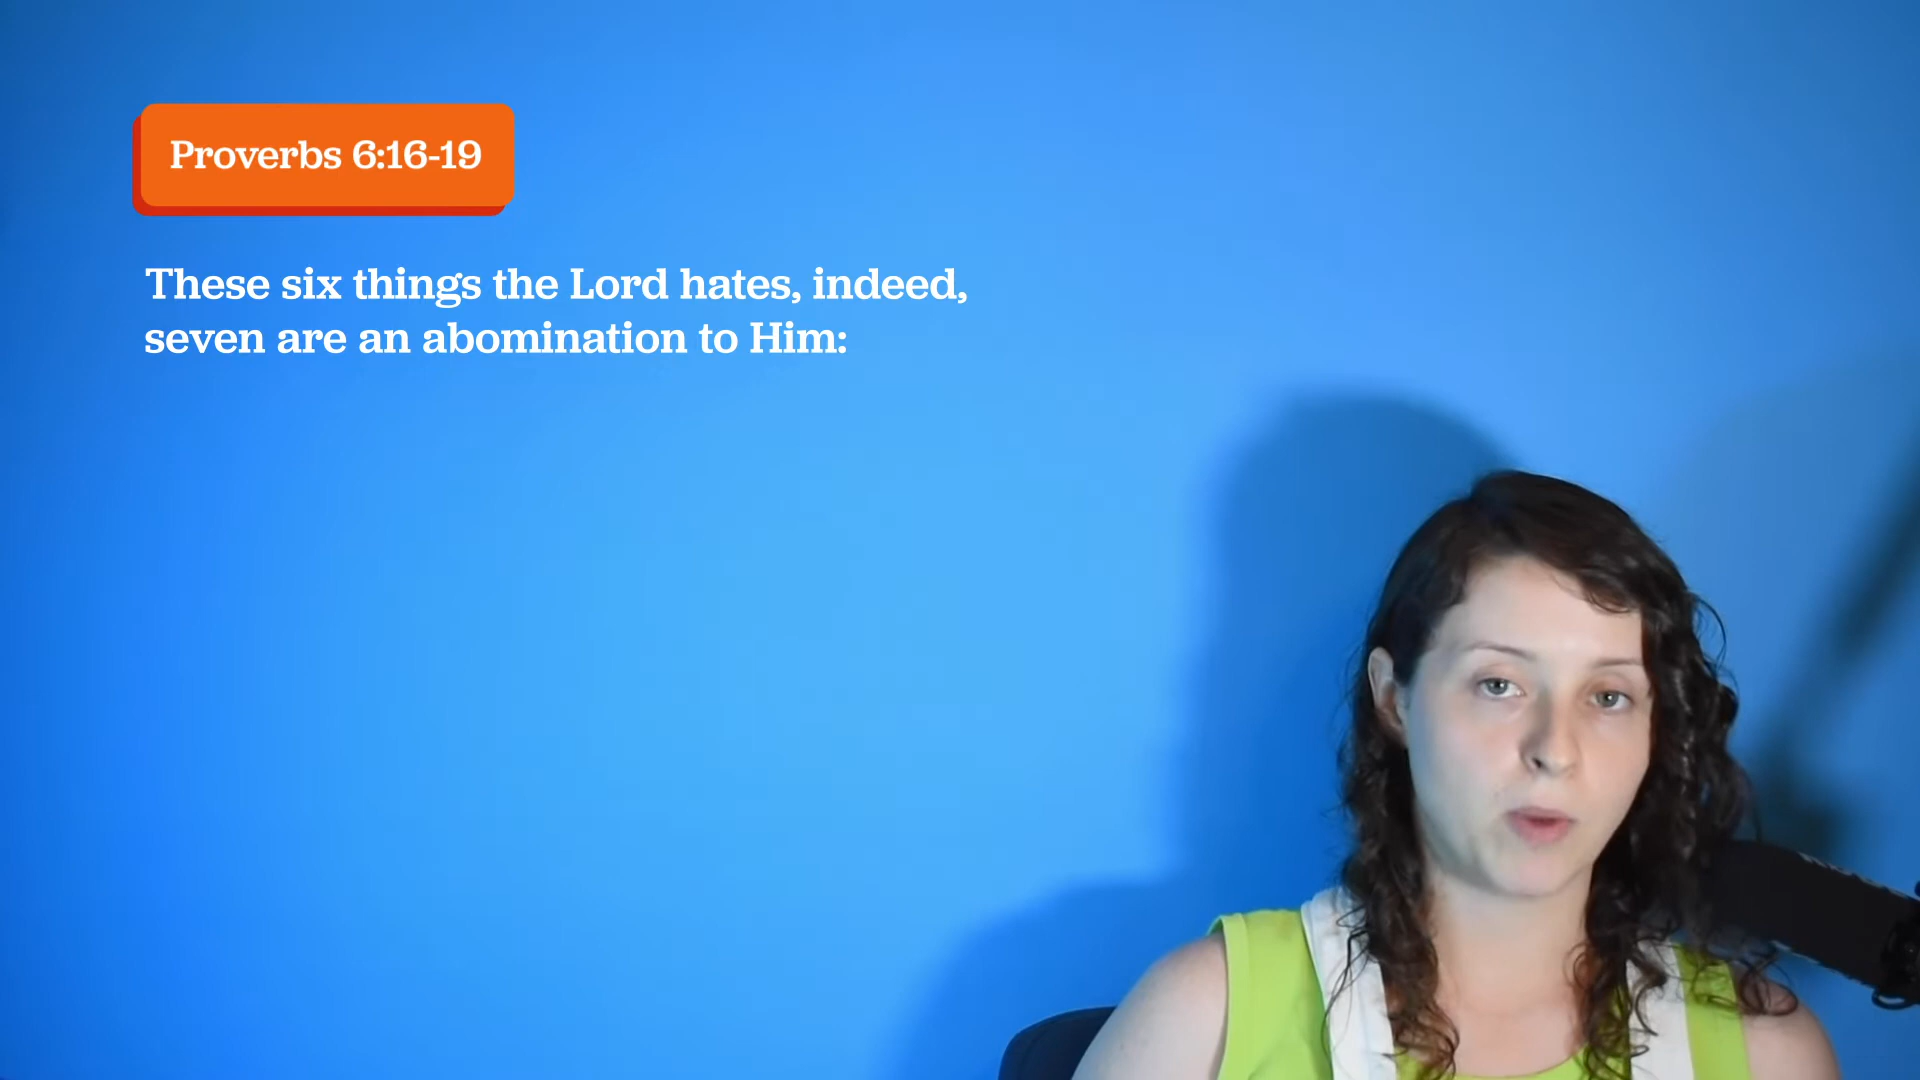 Proverbs 6:16-19
These six things the Lord hates, indeed,
seven are an abomination to Him: